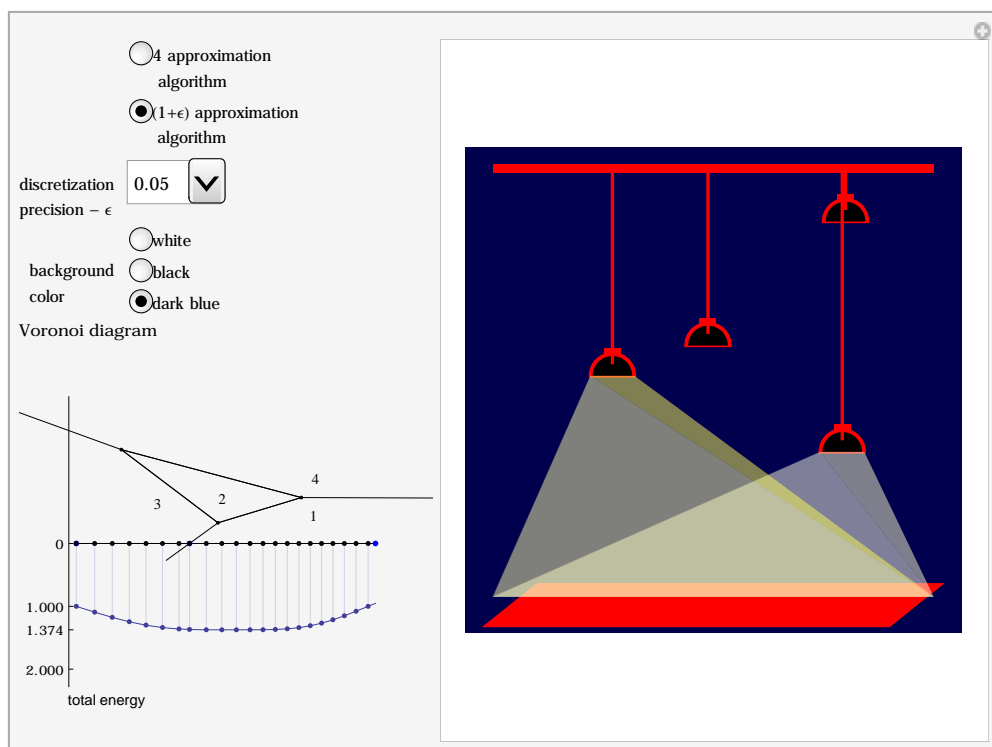 4 approximation
algorithm
(1+ϵ) approximation
algorithm
discretization
precision – ϵ
0.05
white
background
color
black
dark blue
Voronoi diagram
4
3
2
1
0
1.000
1.374
2.000
total energy